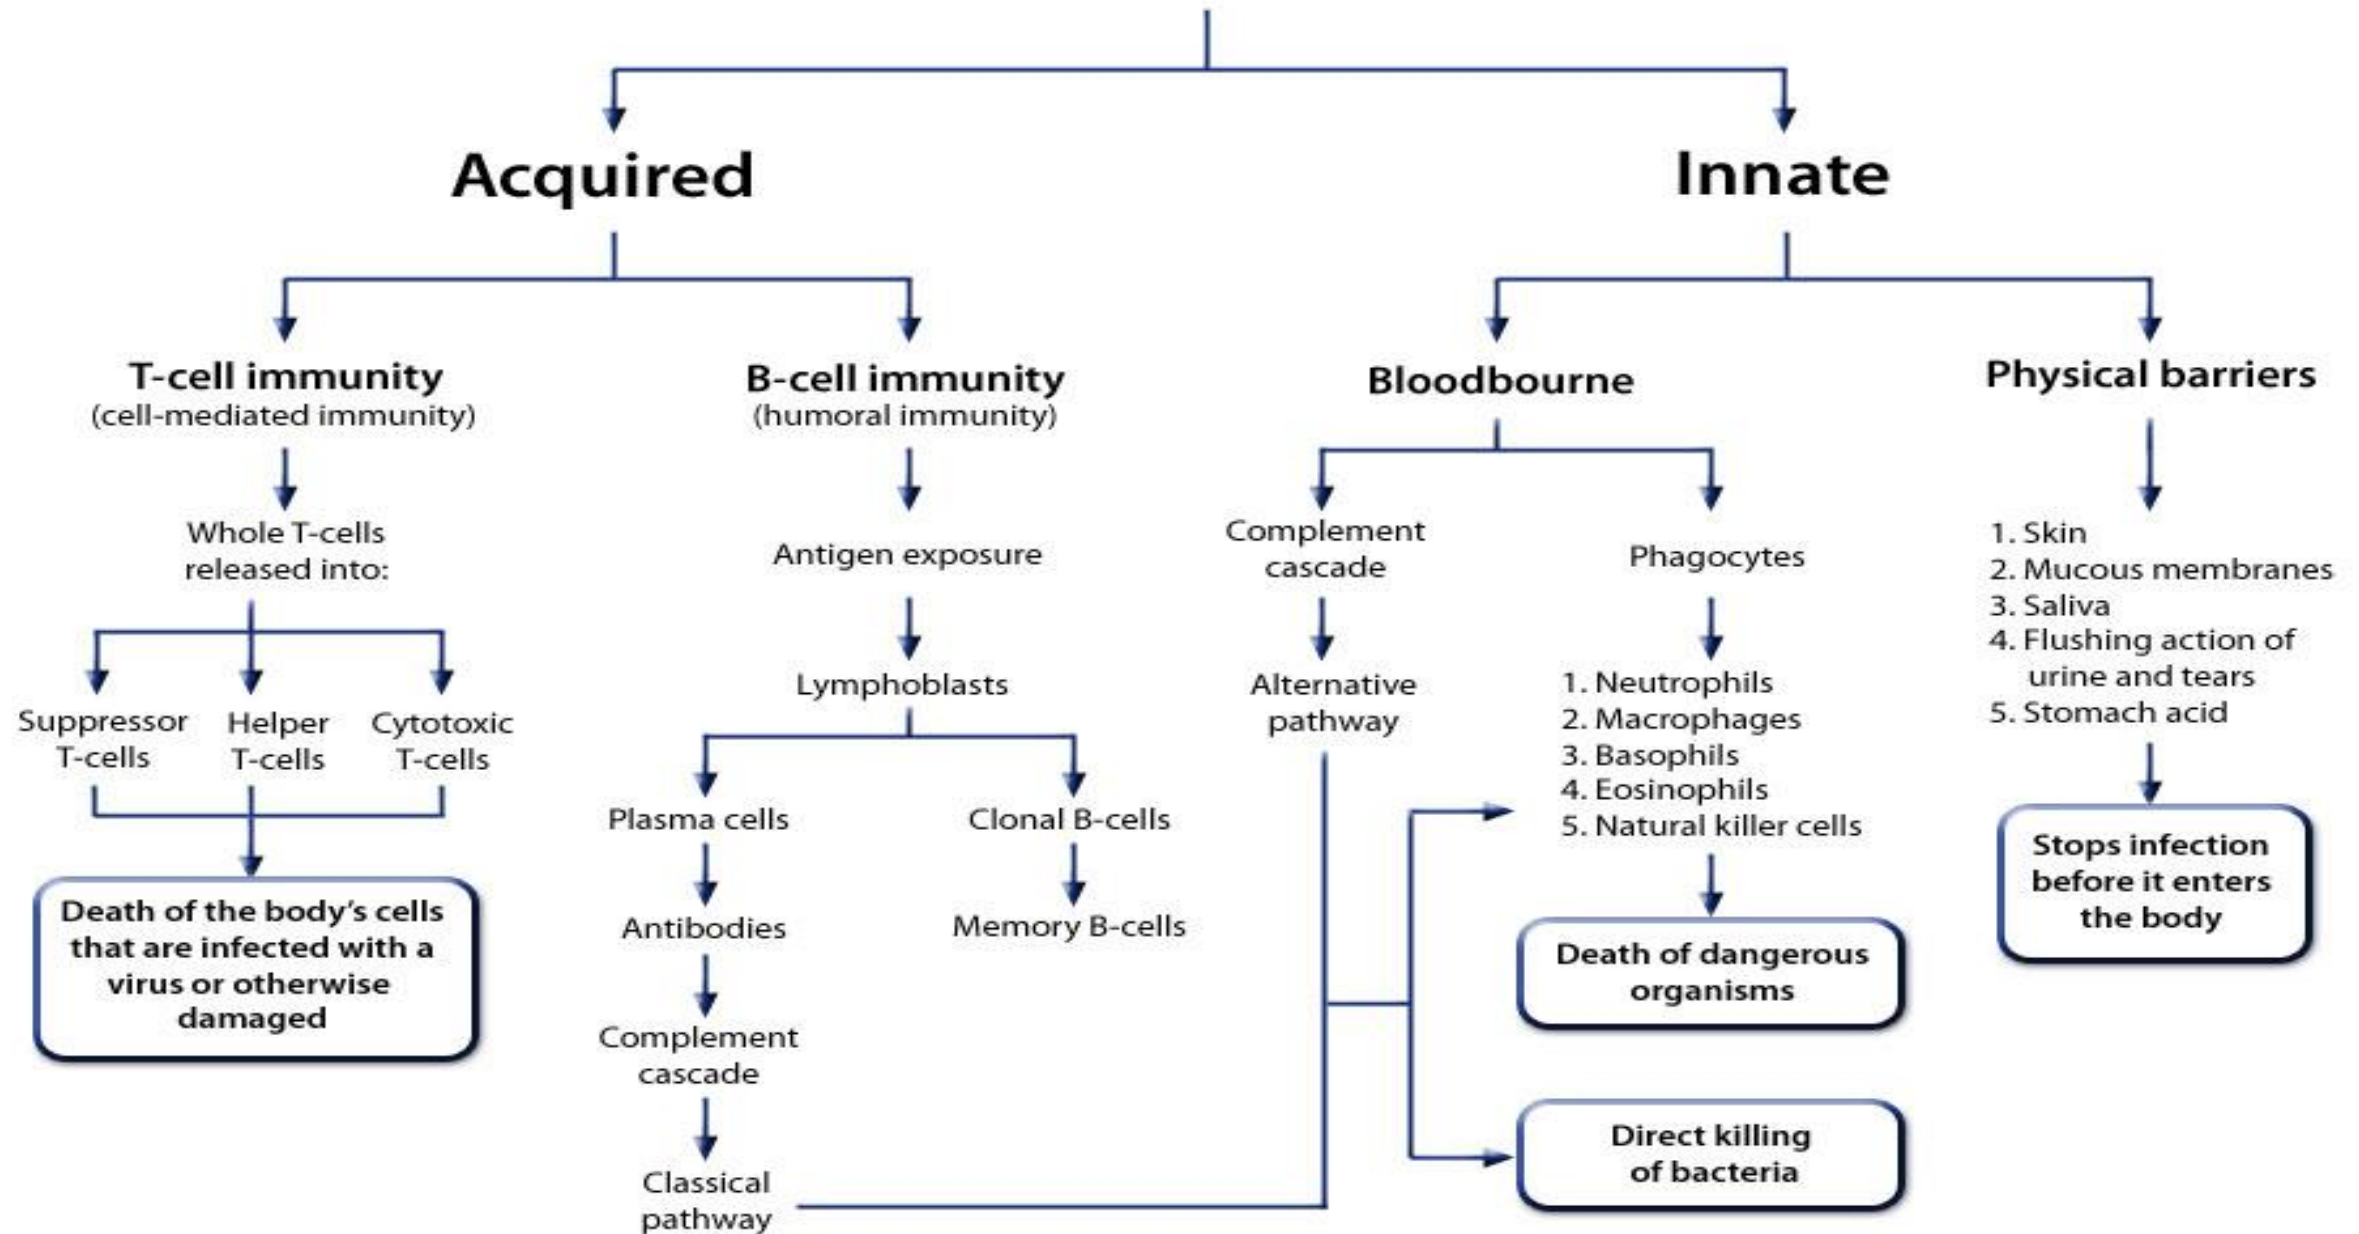 Acquired
Innate
T-cell immunity
(cell-mediated immunity)
Whole T-cells
released into:
Suppressor
T-cells
Helper
T-cells
Cytotoxic
T-cells
Death of the body's cells
that are infected with a
virus or otherwise
damaged
B-cell immunity
(humoral immunity)
Antigen exposure
Lymphoblasts
Plasma cells
Antibodies
Complement
cascade
Classical
pathway
Clonal B-cells
Memory B-cells
Bloodbourne
Complement
cascade
Alternative
pathway
Phagocytes
1. Neutrophils
2. Macrophages
3. Basophils
4. Eosinophils
5. Natural killer cells
Death of dangerous
organisms
Direct killing
of bacteria
Physical barriers
1. Skin
2. Mucous membranes
3. Saliva
4. Flushing action of
urine and tears
5. Stomach acid
Stops infection
before it enters
the body